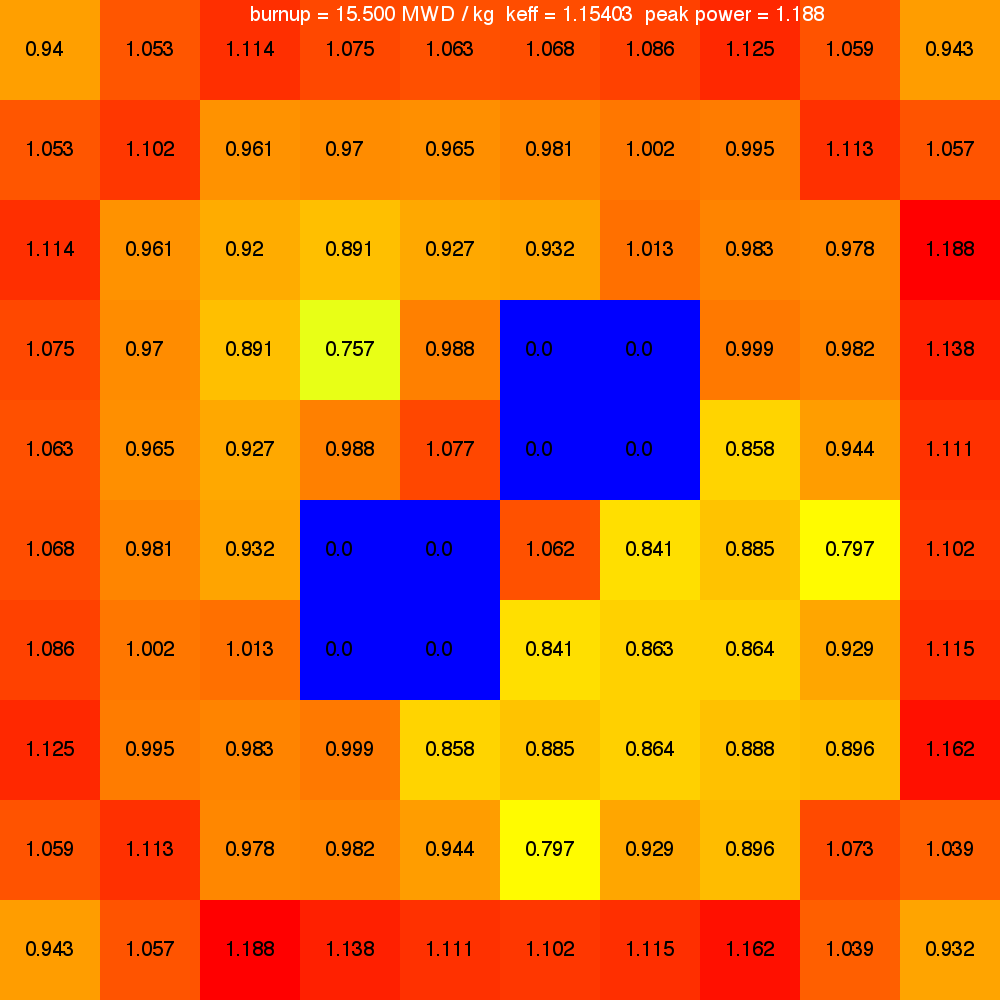 burnup = 15.500 MWD / kg keff = 1.15403 peak power = 1.188
0.94 1.053 1.114 1.075 1.063 1.068 1.086 1.125 1.059 0.943
1.053 1.102 0.961 0.97 0.965 0.981 1.002 0.995 1.113 1.057
1.114 0.961 0.92 0.891 0.927 0.932 1.013 0.983 0.978 1.188
1.075 0.97 0.891 0.757 0.988 0.0 0.0 0.999 0.982 1.138
1.063 0.965 0.927 0.988 1.077 0.0 0.0 0.858 0.944 1.111
1.068 0.981 0.932 0.0 0.0 1.062 0.841 0.885 0.797 1.102
1.086 1.002 1.013 0.0 0.0 0.841 0.863 0.864 0.929 1.115
1.125 0.995 0.983 0.999 0.858 0.885 0.864 0.888 0.896 1.162
1.059 1.113 0.978 0.982 0.944 0.797 0.929 0.896 1.073 1.039
0.943 1.057 1.188 1.138 1.111 1.102 1.115 1.162 1.039 0.932